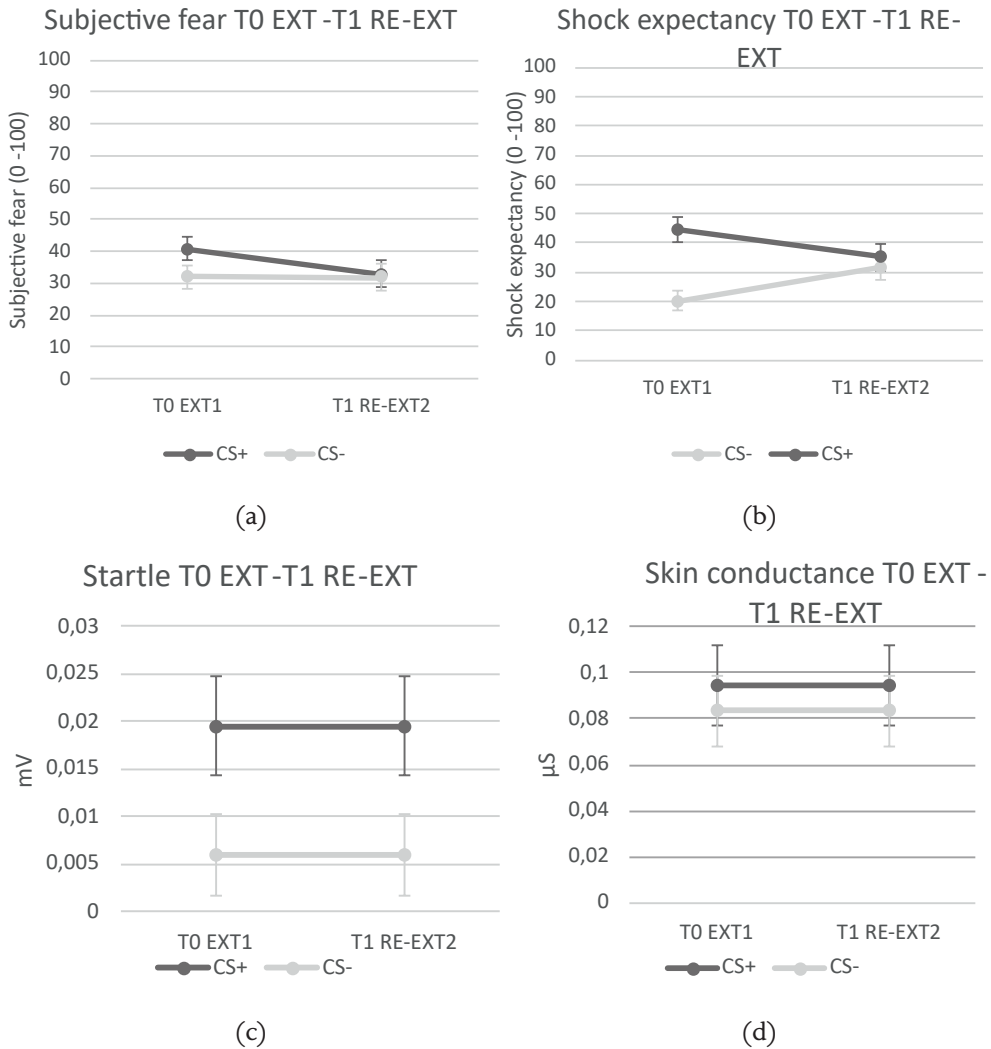 Subjective fear T0 EXT -T1 RE-EXT
100
90
80
70
60
50
40
30
20
10
0
Subjective fear (0 -100)
T0 EXT1 T1 RE-EXT2
CS+ CS-
(a)
Shock expectancy T0 EXT -T1 RE-
EXT
100
90
80
70
60
50
40
30
20
10
0
Shock expectancy (0 -100)
T0 EXT1 T1 RE-EXT2
CS- CS+
(b)
Startle T0 EXT -T1 RE-EXT
0,03
0,025
0,02
0,015
0,01
0,005
0
mV
T0 EXT1 T1 RE-EXT2
CS+ CS-
(c)
Skin conductance T0 EXT -
T1 RE-EXT
0,12
0,1
0,08
0,06
0,04
0,02
0
µS
T0 EXT1 T1 RE-EXT2
CS+ CS-
(d)